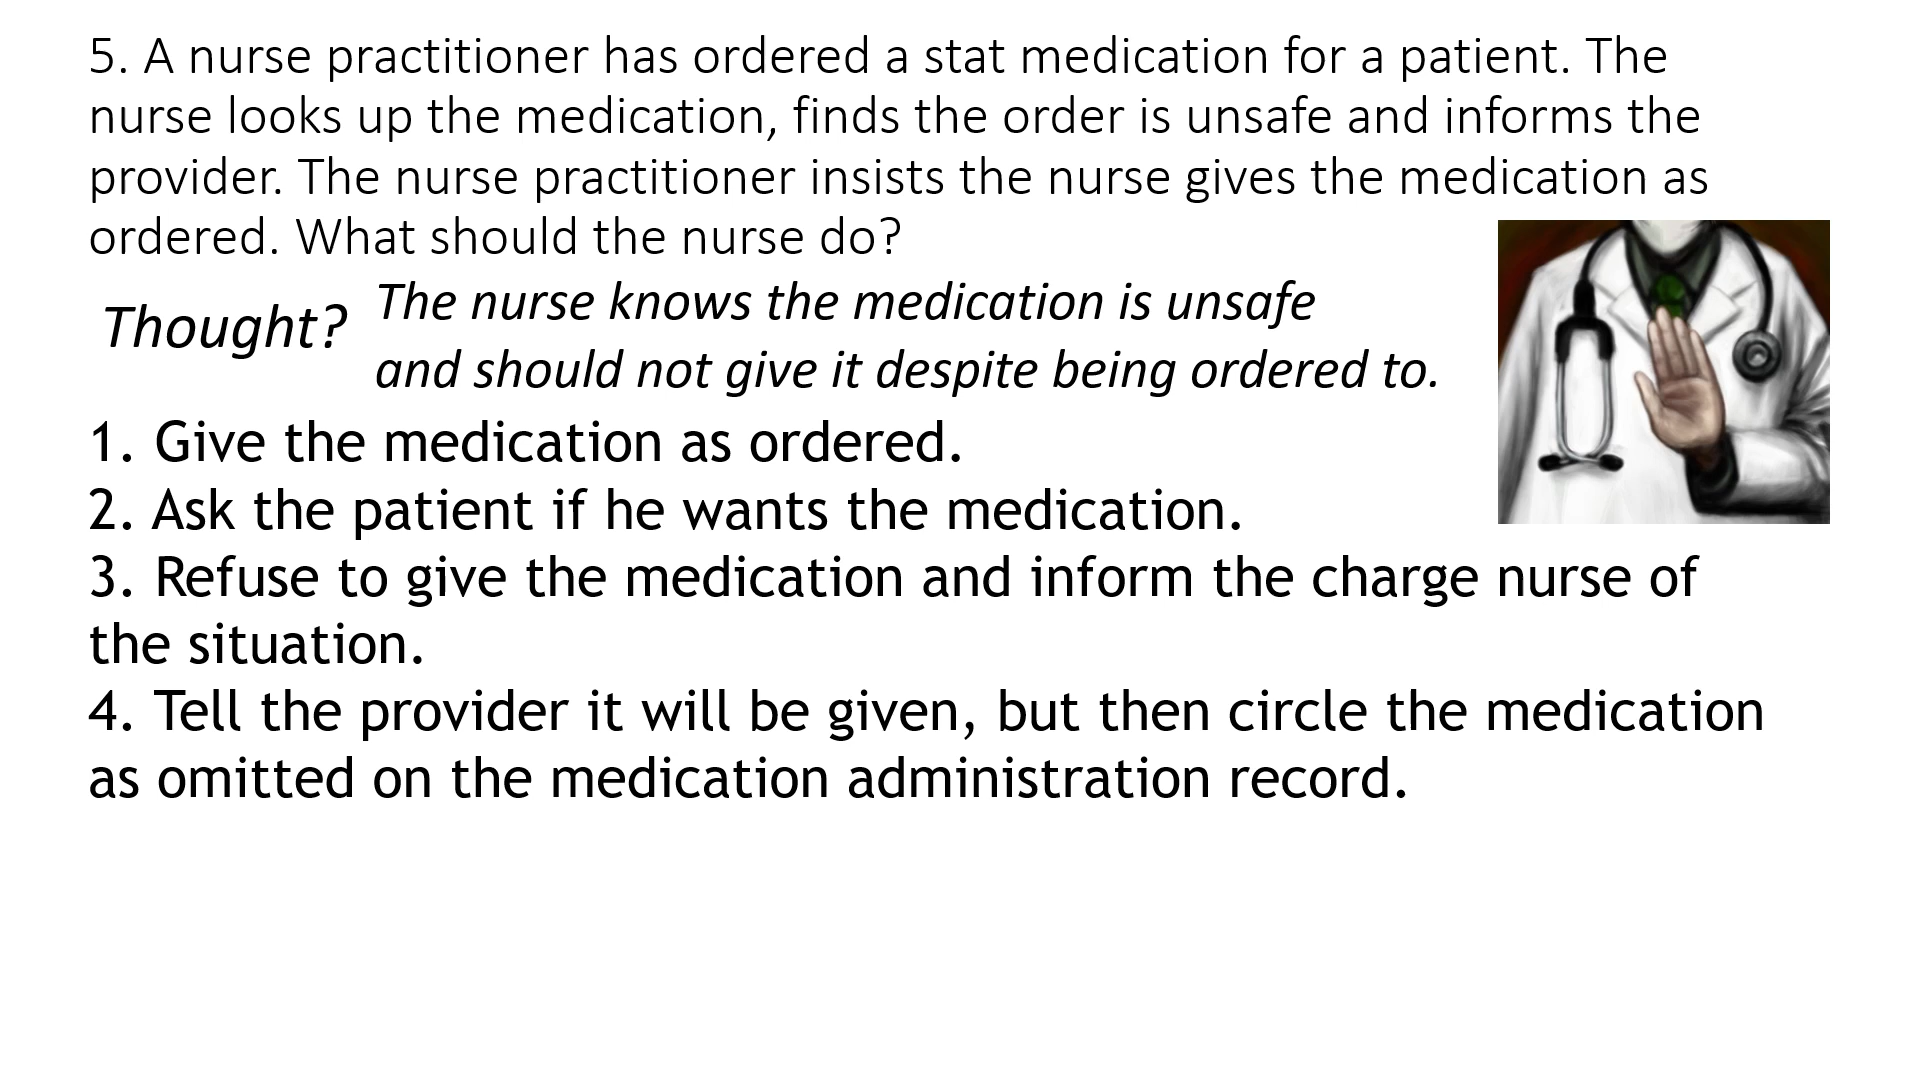 5. A nurse practitioner has ordered a stat medication for a patient. The
nurse looks up the medication, finds the order is unsafe and informs the
provider. The nurse practitioner insists the nurse gives the medication as
ordered. What should the nurse do?
Thought?
The nurse knows the medication is unsafe
and should not give it despite being ordered to.
1. Give the medication as ordered.
2. Ask the patient if he wants the medication.
3. Refuse to give the medication and inform the charge nurse of
the situation.
4. Tell the provider it will be given, but then circle the medication
as omitted on the medication administration record.